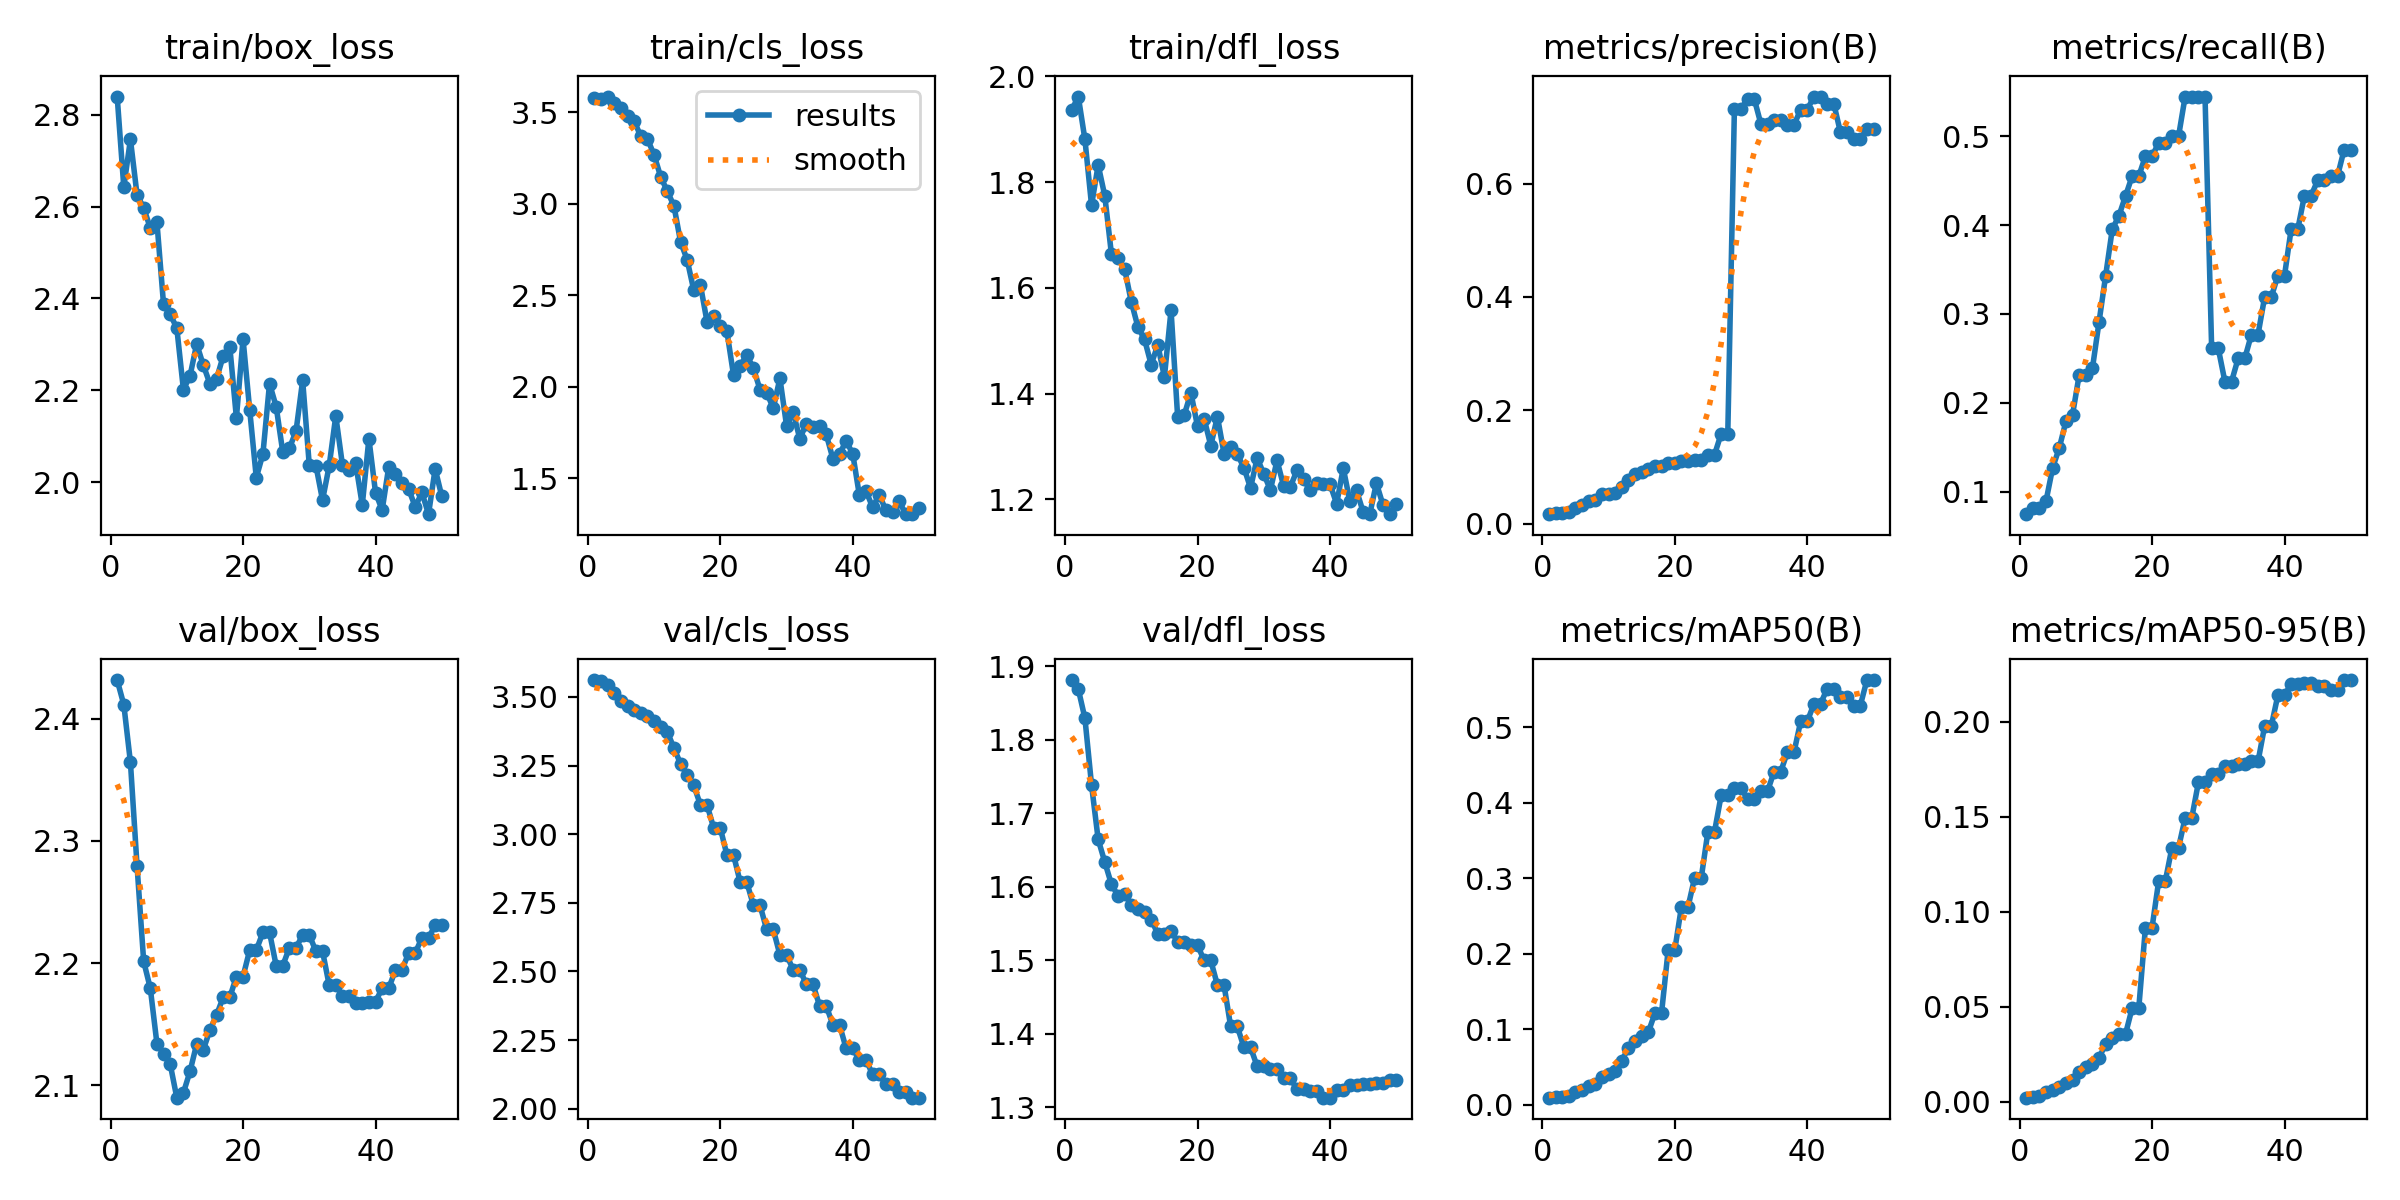 train/box_loss
2.8
2.6
2.4
2.2
2.0
0 20 40
train/cls_loss
results
smooth
3.5
3.0
2.5
2.0
1.5
0 20 40
train/dfl_loss
2.0
1.8
1.6
1.4
1.2
0 20 40
metrics/precision(B)
0.6
0.4
0.2
0.0
0 20 40
metrics/recall(B)
0.5
0.4
0.3
0.2
0.1
0 20 40
val/box_loss
2.4
2.3
2.2
2.1
0 20 40
val/cls_loss
3.50
3.25
3.00
2.75
2.50
2.25
2.00
0 20 40
val/dfl_loss
1.9
1.8
1.7
1.6
1.5
1.4
1.3
0 20 40
metrics/mAP50(B)
0.5
0.4
0.3
0.2
0.1
0.0
0 20 40
metrics/mAP50-95(B)
0.20
0.15
0.10
0.05
0.00
0 20 40